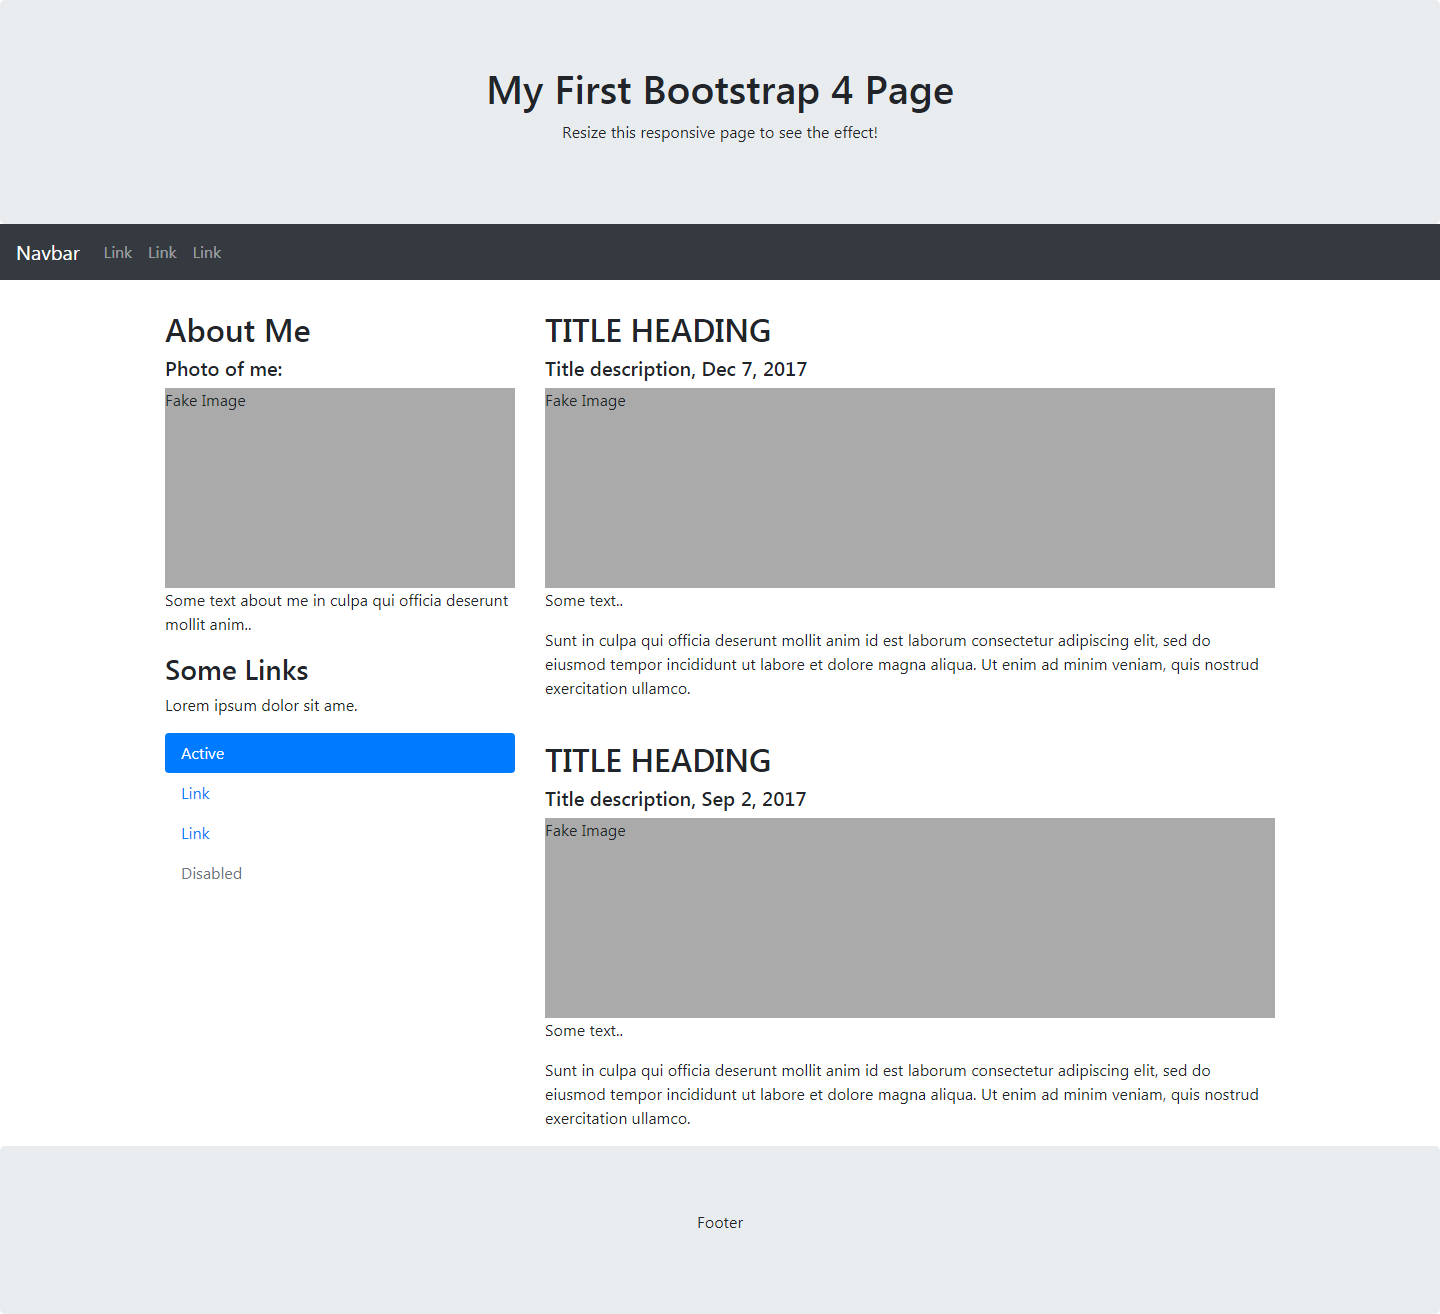 My First Bootstrap 4 Page
Resize this responsive page to see the effect!
Navbar Link Link Link
About Me
Photo of me:
Fake Image
Some text about me in culpa qui officia deserunt
mollit anim..
Some Links
Lorem ipsum dolor sit ame.
Active
Link
Link
Disabled
TITLE HEADING
Title description, Dec 7, 2017
Fake Image
Some text..
Sunt in culpa qui officia deserunt mollit anim id est laborum consectetur adipiscing elit, sed do
eiusmod tempor incididunt ut labore et dolore magna aliqua. Ut enim ad minim veniam, quis nostrud
exercitation ullamco.
TITLE HEADING
Title description, Sep 2, 2017
Fake Image
Some text..
Sunt in culpa qui officia deserunt mollit anim id est laborum consectetur adipiscing elit, sed do
eiusmod tempor incididunt ut labore et dolore magna aliqua. Ut enim ad minim veniam, quis nostrud
exercitation ullamco.
Footer